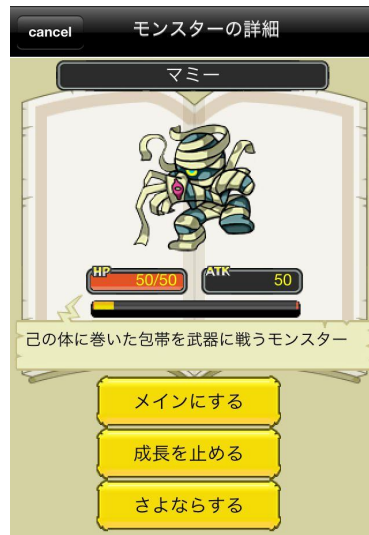 cancel モンスターの詳細
マミー
HP 50/50 ATK 50
己の体に巻いた包帯を武器に戦うモンスター
メインにする
成長を止める
さよならする